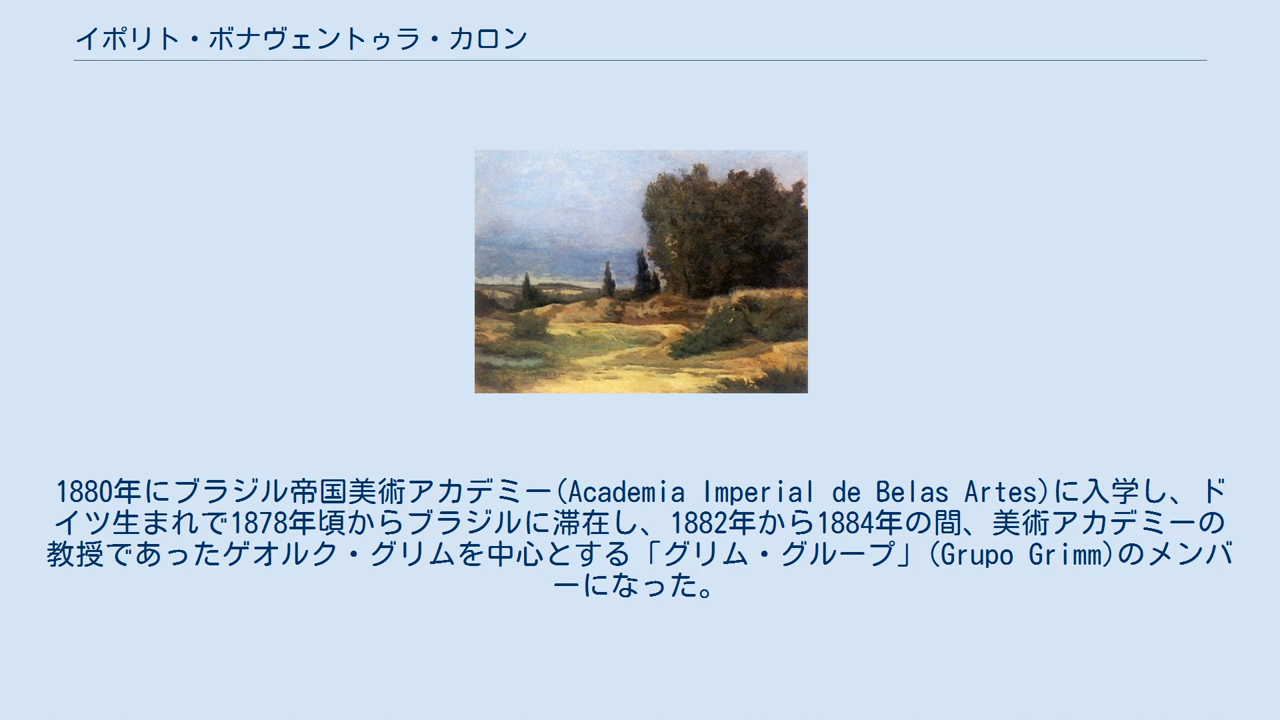 イポリト・ボナヴェントゥラ・カロン
1880年にブラジル帝国美術アカデミー(Academia Imperial de Belas Artes)に入学し、ド
イツ生まれで1878年頃からブラジルに滞在し、1882年から1884年の間、美術アカデミーの
教授であったゲオルク・グリムを中心とする「グリム・グループ」(Grupo Grimm)のメンバ
ーになった。